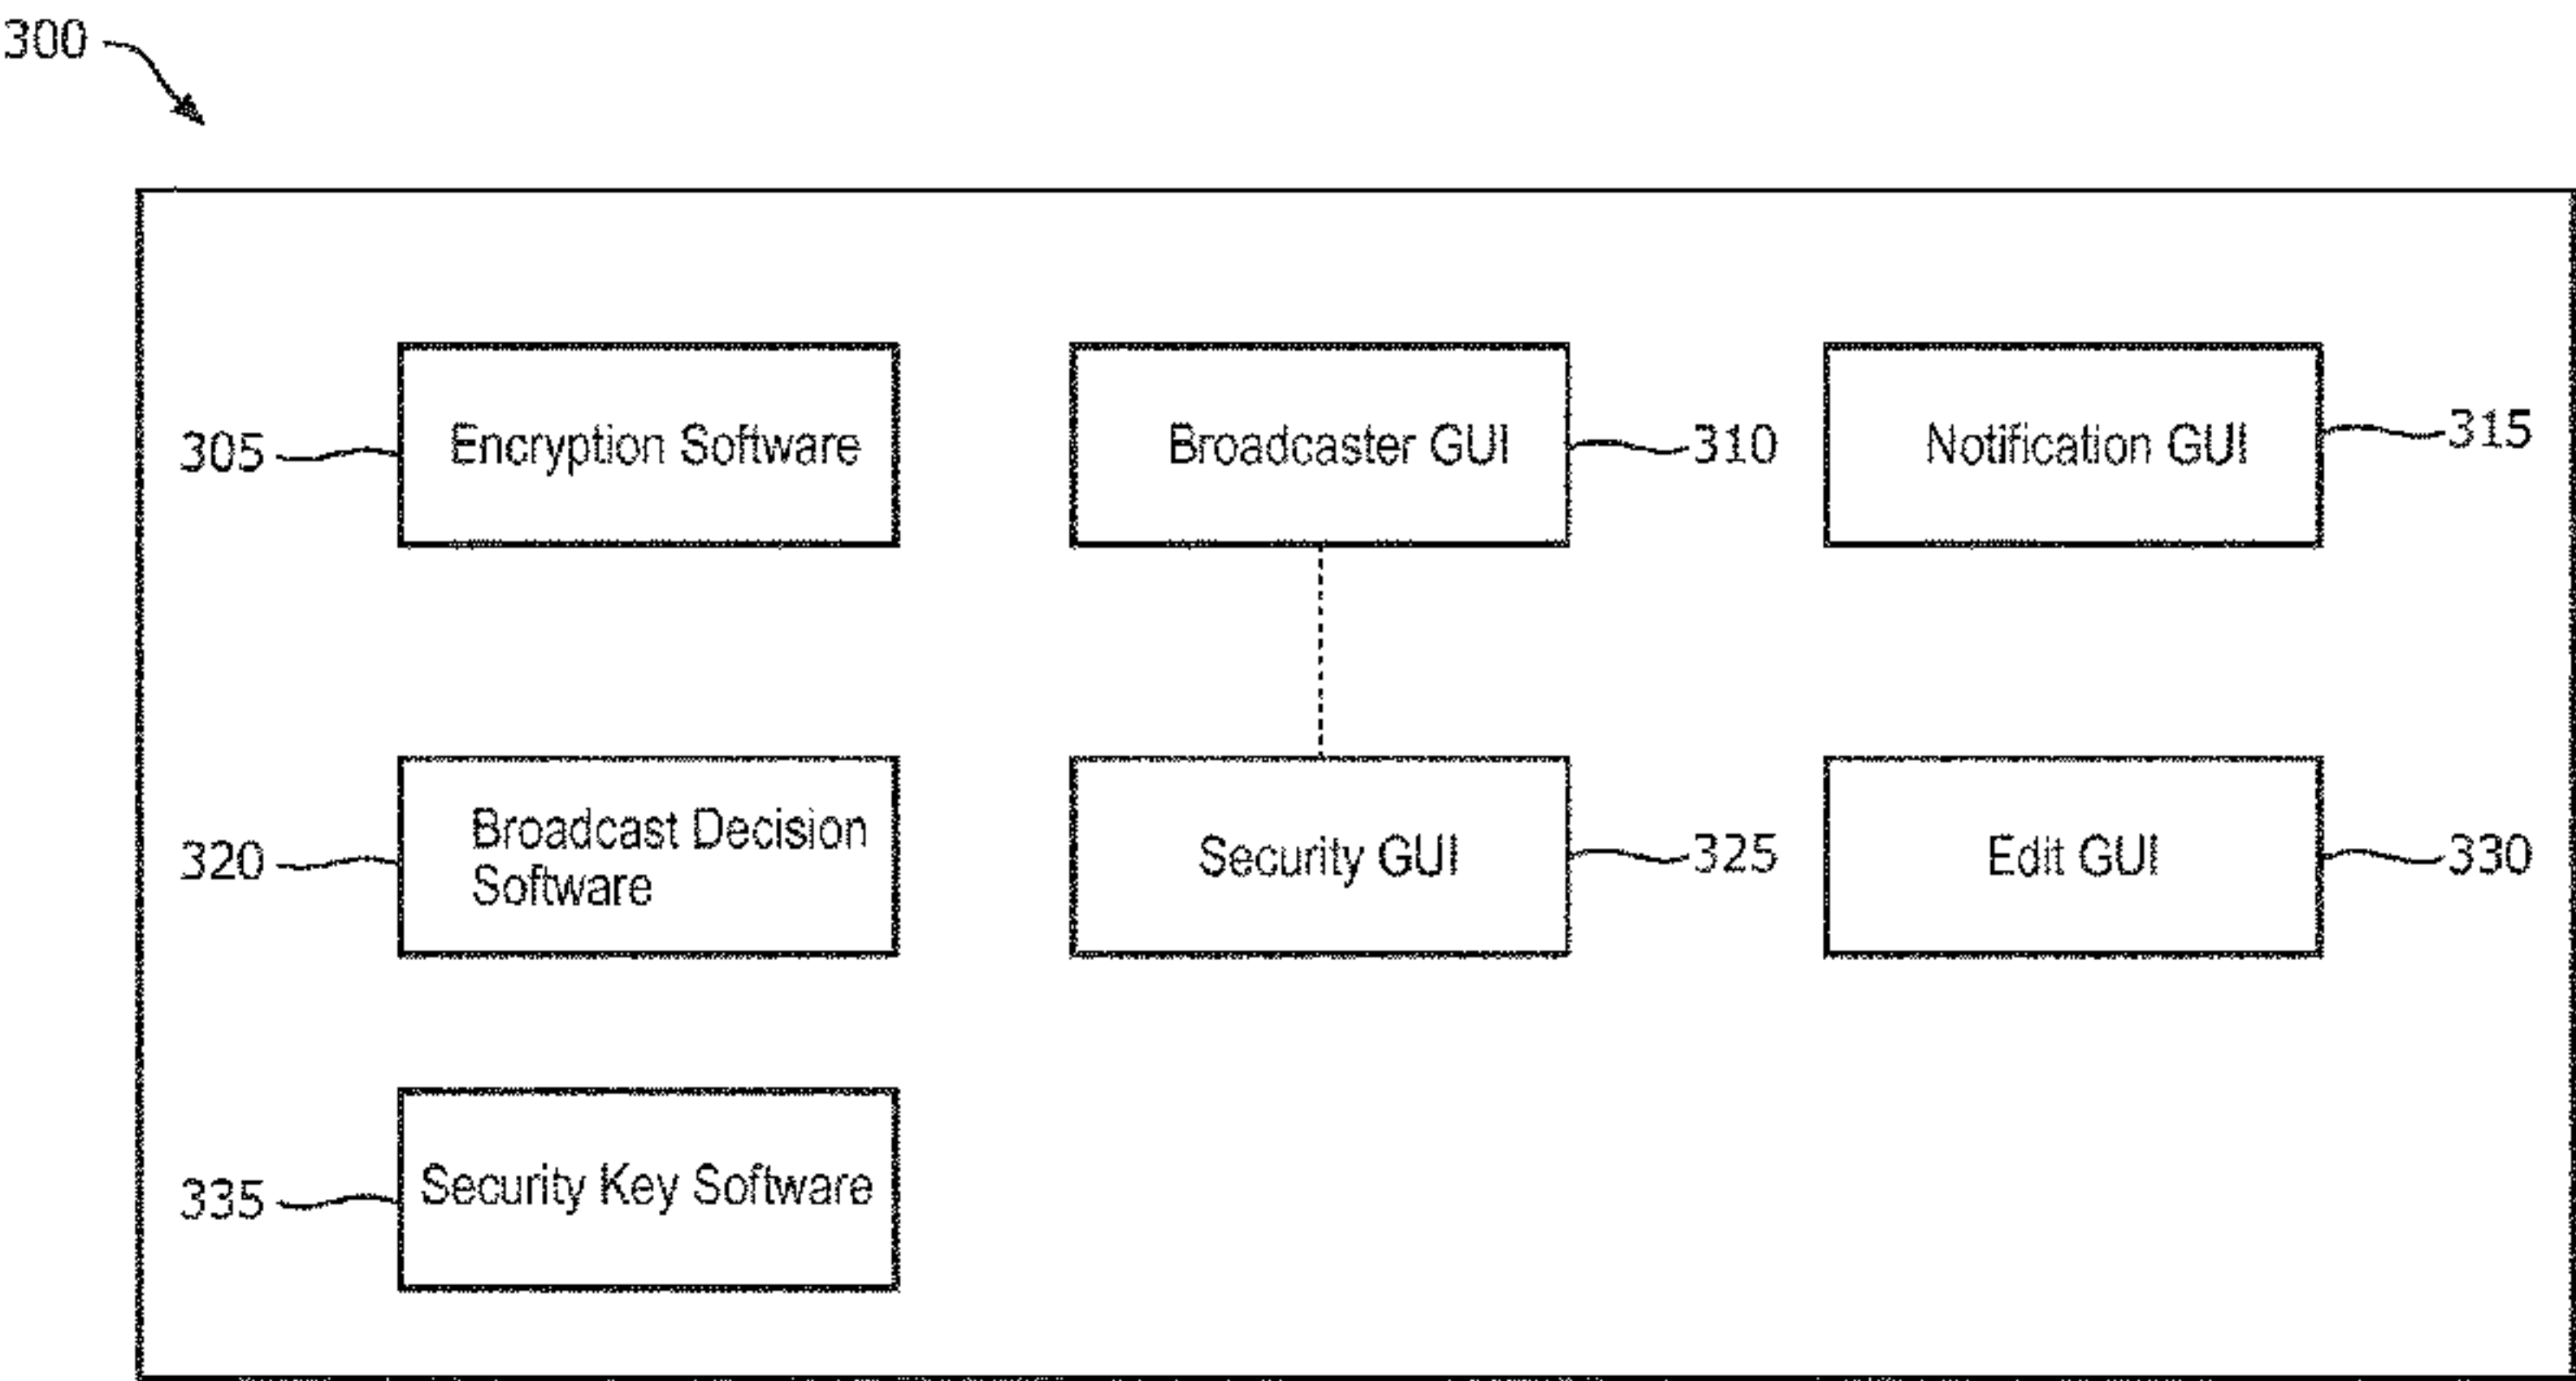 300
305
Encryption Software
Broadcaster GUI
310
Notification GUI
315
320
Broadcast Decision
Software
Security GUI
325
Edit GUI
330
335
Security Key Software